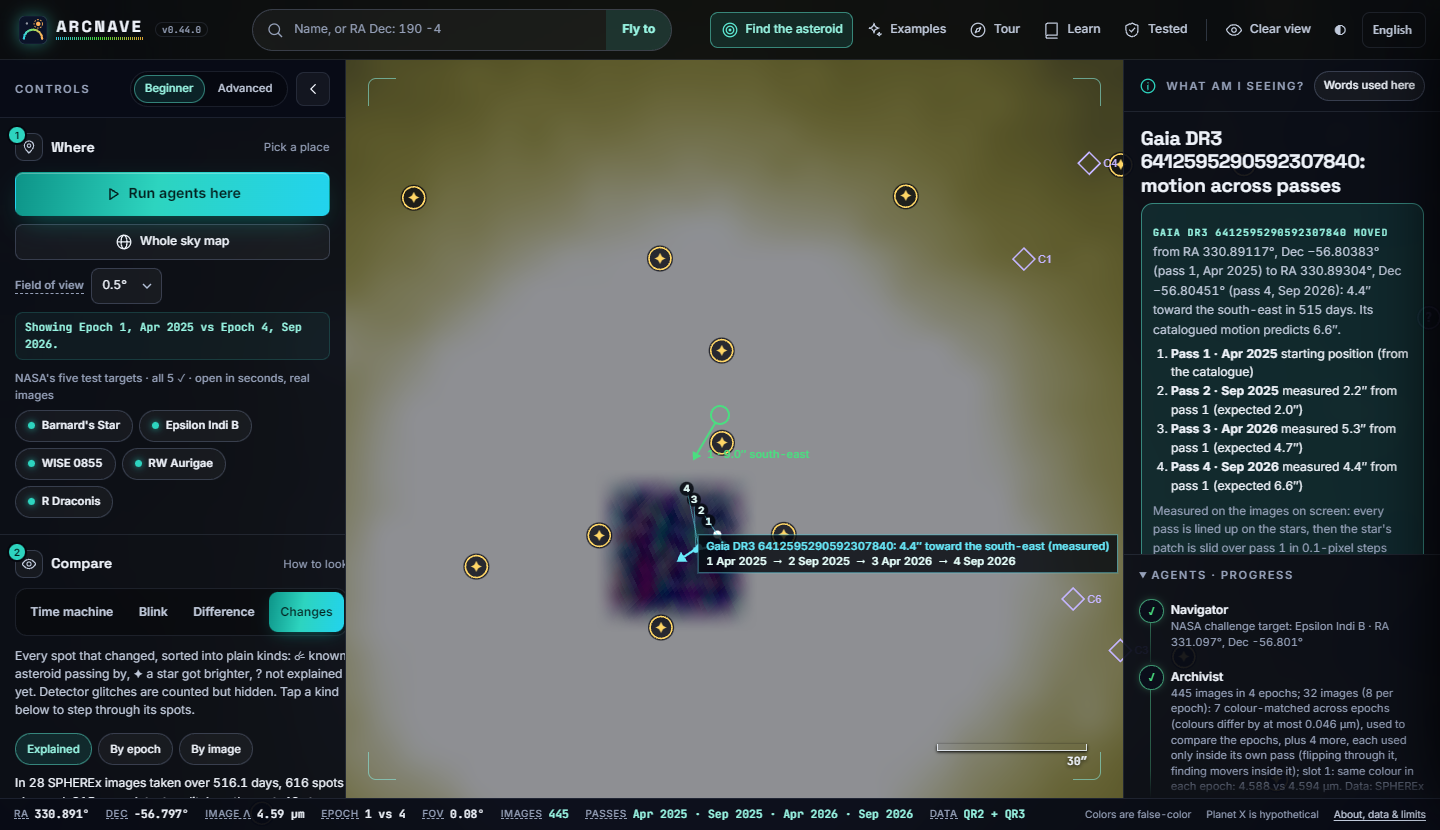 ARCNAVE v0.44.0 Name, or RA Dec: 190 -4 Fly to Find the asteroid Examples Tour Learn Tested Clear view English
CONTROLS Beginner Advanced
1 Where Pick a place
Run agents here
Whole sky map
Field of view 0.5°
Showing Epoch 1, Apr 2025 vs Epoch 4, Sep
2026.
NASA's five test targets · all 5 ✓ · open in seconds, real
images
Barnard's Star Epsilon Indi B
WISE 0855 RW Aurigae
R Draconis
2 Compare How to look
Time machine Blink Difference Changes
Every spot that changed, sorted into plain kinds: ☄ known
asteroid passing by, ✦ a star got brighter, ? not explained
yet. Detector glitches are counted but hidden. Tap a kind
below to step through its spots.
Explained By epoch By image
In 28 SPHEREx images taken over 516.1 days, 616 spots
C4
C1
south-east
4
3
2
1
Gaia DR3 6412595290592307840: 4.4″ toward the south-east (measured)
1 Apr 2025 → 2 Sep 2025 → 3 Apr 2026 → 4 Sep 2026
C6
30″
WHAT AM I SEEING? Words used here
Gaia DR3
6412595290592307840:
motion across passes
GAIA DR3 6412595290592307840 MOVED
from RA 330.89117°, Dec −56.80383°
(pass 1, Apr 2025) to RA 330.89304°, Dec
−56.80451° (pass 4, Sep 2026): 4.4″
toward the south-east in 515 days. Its
catalogued motion predicts 6.6″.
1. Pass 1 · Apr 2025 starting position (from
the catalogue)
2. Pass 2 · Sep 2025 measured 2.2″ from
pass 1 (expected 2.0″)
3. Pass 3 · Apr 2026 measured 5.3″ from
pass 1 (expected 4.7″)
4. Pass 4 · Sep 2026 measured 4.4″ from
pass 1 (expected 6.6″)
Measured on the images on screen: every
pass is lined up on the stars, then the star's
patch is slid over pass 1 in 0.1-pixel steps
▼ AGENTS · PROGRESS
Navigator
NASA challenge target: Epsilon Indi B · RA
331.097°, Dec -56.801°
Archivist
445 images in 4 epochs; 32 images (8 per
epoch): 7 colour-matched across epochs
(colours differ by at most 0.046 µm), used to
compare the epochs, plus 4 more, each used
only inside its own pass (flipping through it,
finding movers inside it); slot 1: same colour in
each epoch: 4.588 vs 4.594 µm. Data: SPHEREx
RA 330.891° DEC -56.797° IMAGE Λ 4.59 µm EPOCH 1 vs 4 FOV 0.08° IMAGES 445 PASSES Apr 2025 · Sep 2025 · Apr 2026 · Sep 2026 DATA QR2 + QR3 Colors are false-color Planet X is hypothetical About, data & limits